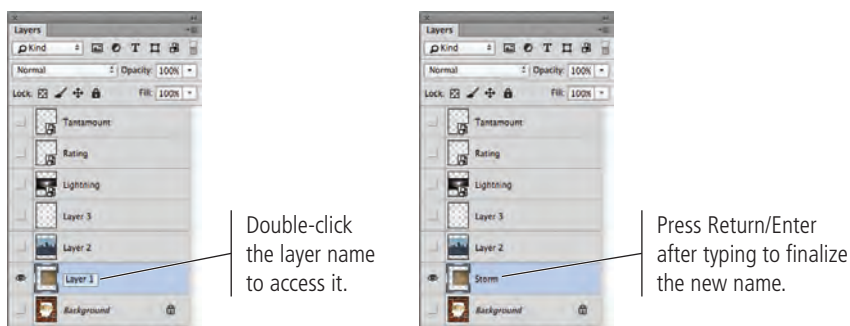 Layers
Kind
Normal Opacity: 100%
Lock: Fill: 100%
Tantamount
Rating
Lightning
Layer 3
Layer 2
Layer 1
Background
Double-click
the layer name
to access it.
Layers
Kind
Normal Opacity: 100%
Lock: Fill: 100%
Tantamount
Rating
Lightning
Layer 3
Layer 2
Storm
Background
Press Return/Enter
after typing to finalize
the new name.